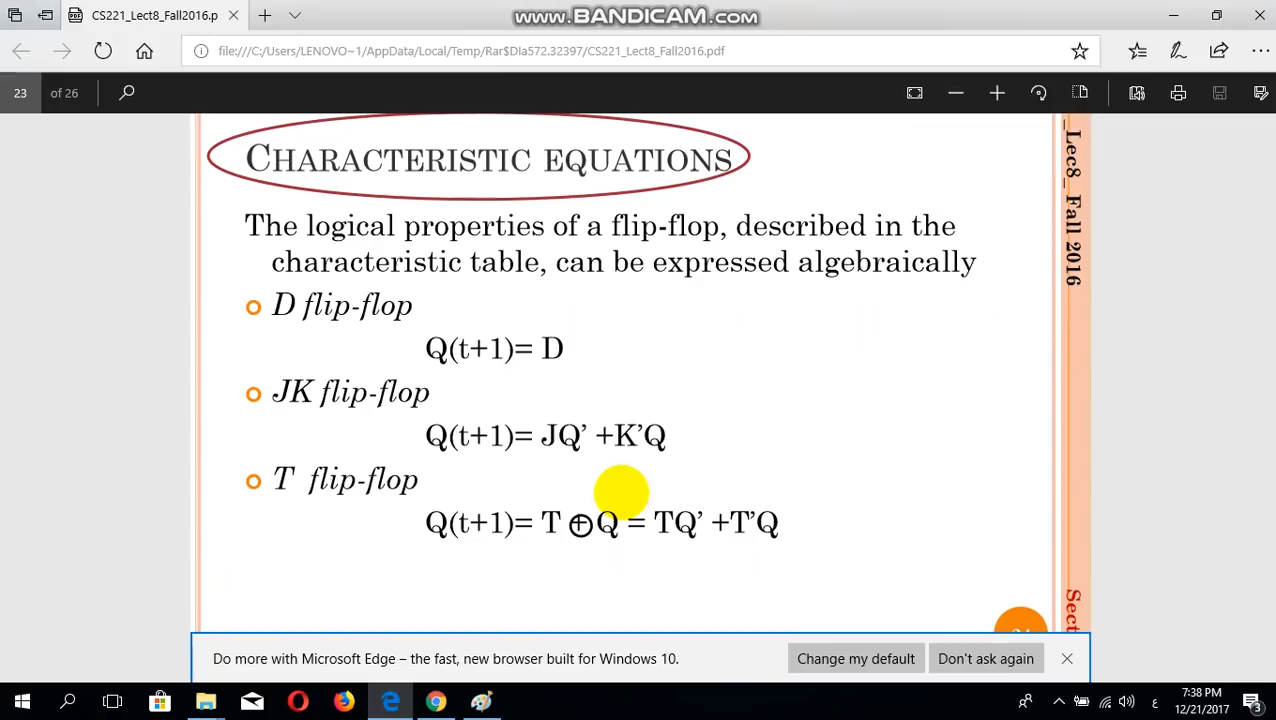 CS221_Lect8_Fall2016.p
www.BANDICAM.com
file:///C:/Users/LENOVO~1/AppData/Local/Temp/Rar$DIa572.32397/CS221_Lect8_Fall2016.pdf
23 of 26
CHARACTERISTIC EQUATIONS
The logical properties of a flip-flop, described in the
characteristic table, can be expressed algebraically
D flip-flop
Q(t+1)= D
JK flip-flop
Q(t+1)= JQ’ +K’Q
T flip-flop
Q(t+1)= T ⊕ Q = TQ’ +T’Q
_Lec8_ Fall 2016
Do more with Microsoft Edge – the fast, new browser built for Windows 10.
Change my default
Don't ask again
ع
7:38 PM
12/21/2017
3